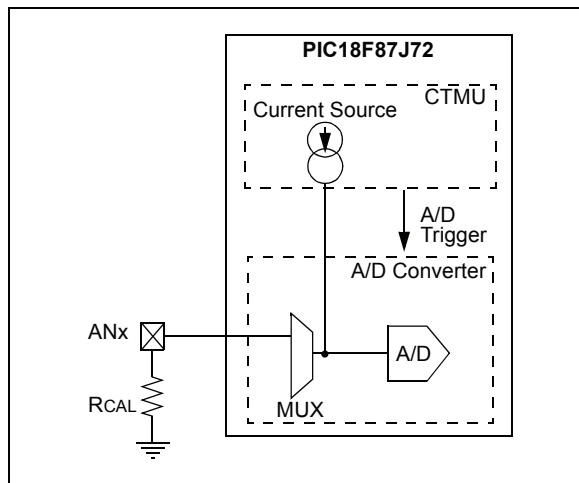 PIC18F87J72
CTMU
Current Source
A/D
Trigger
A/D Converter
ANx
A/D
RCAL
MUX